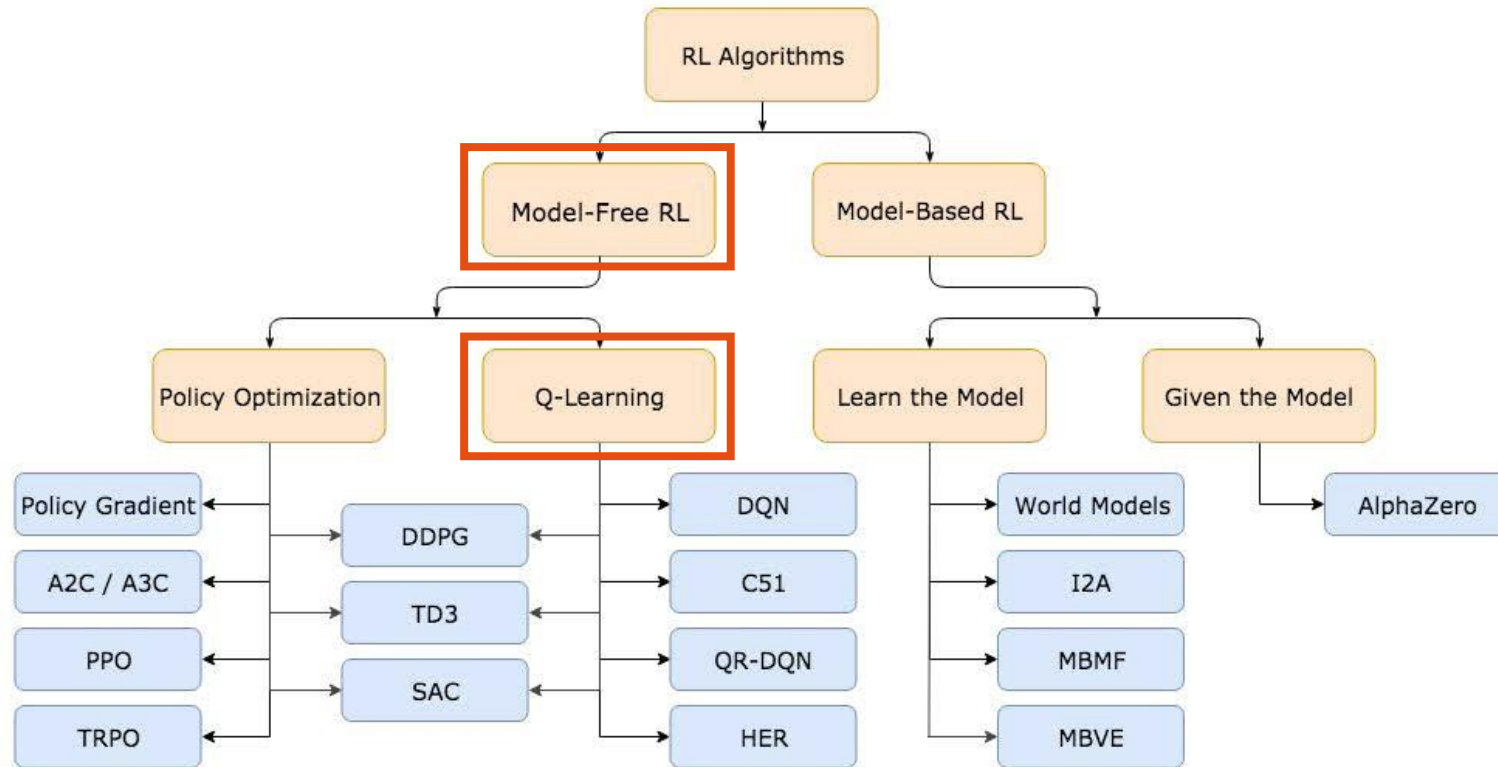 RL Algorithms
Model-Free RL
Model-Based RL
Policy Optimization
Q-Learning
Learn the Model
Given the Model
Policy Gradient
DDPG
DQN
World Models
AlphaZero
A2C / A3C
TD3
C51
I2A
PPO
SAC
QR-DQN
MBMF
TRPO
HER
MBVE